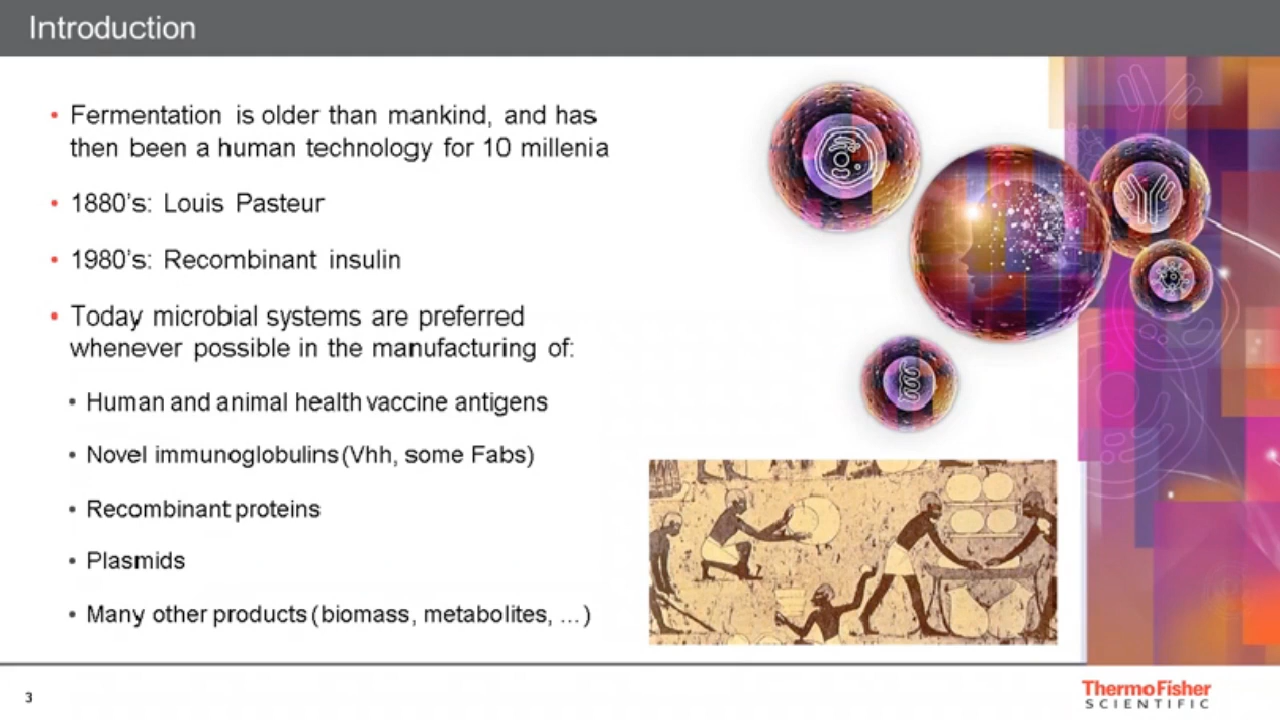 Introduction
• Fermentation is older than mankind, and has
then been a human technology for 10 millenia
• 1880's: Louis Pasteur
• 1980's: Recombinant insulin
• Today microbial systems are preferred
whenever possible in the manufacturing of:
• Human and animal health vaccine antigens
• Novel immunoglobulins (Vhh, some Fabs)
• Recombinant proteins
• Plasmids
• Many other products (biomass, metabolites, ...)
3
ThermoFisher
SCIENTIFIC